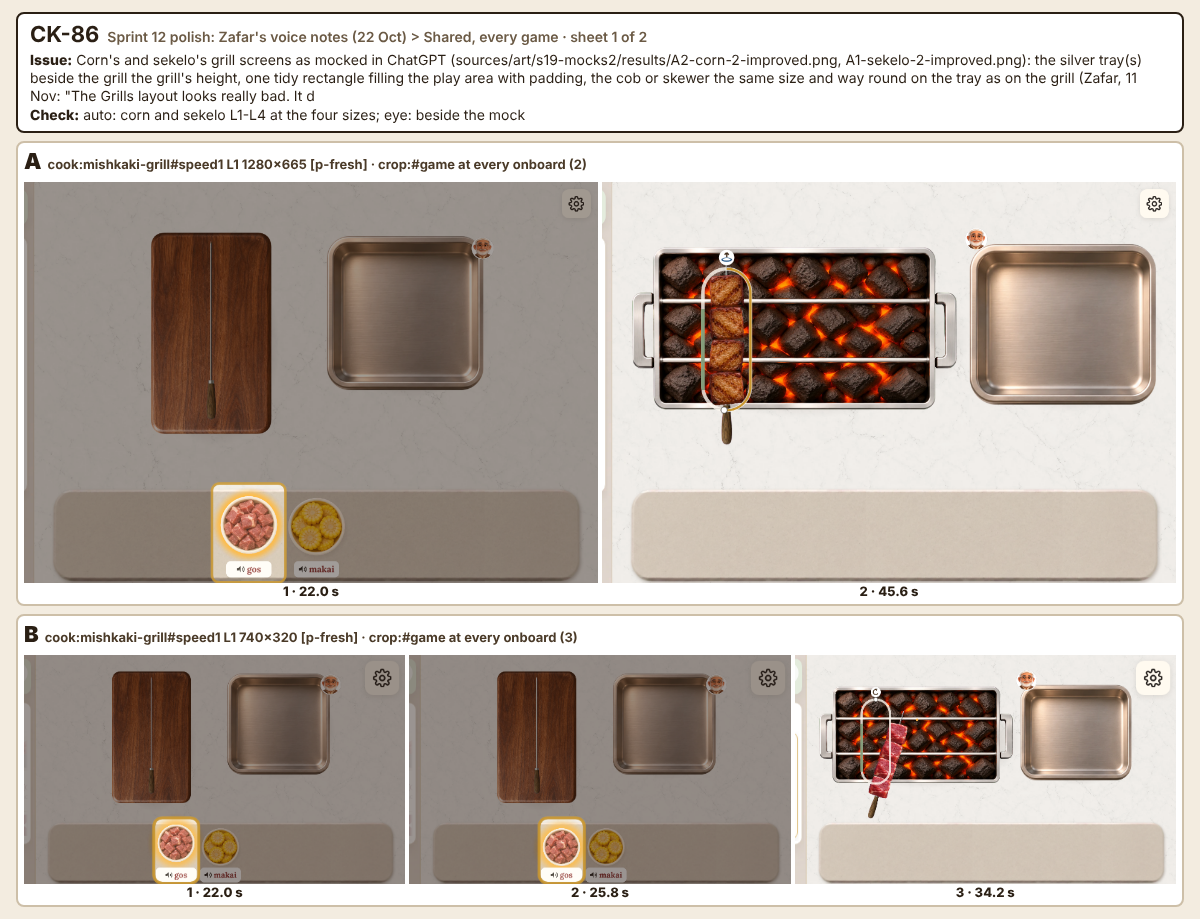 CK-86 Sprint 12 polish: Zafar's voice notes (22 Oct) > Shared, every game · sheet 1 of 2
Issue: Corn's and sekelo's grill screens as mocked in ChatGPT (sources/art/s19-mocks2/results/A2-corn-2-improved.png, A1-sekelo-2-improved.png): the silver tray(s)
beside the grill the grill's height, one tidy rectangle filling the play area with padding, the cob or skewer the same size and way round on the tray as on the grill (Zafar, 11
Nov: "The Grills layout looks really bad. It d
Check: auto: corn and sekelo L1-L4 at the four sizes; eye: beside the mock
A cook:mishkaki-grill#speed1 L1 1280×665 [p-fresh] · crop:#game at every onboard (2)
gos
makai
1 · 22.0 s
2 · 45.6 s
B cook:mishkaki-grill#speed1 L1 740×320 [p-fresh] · crop:#game at every onboard (3)
gos
makai
gos
makai
1 · 22.0 s
2 · 25.8 s
3 · 34.2 s